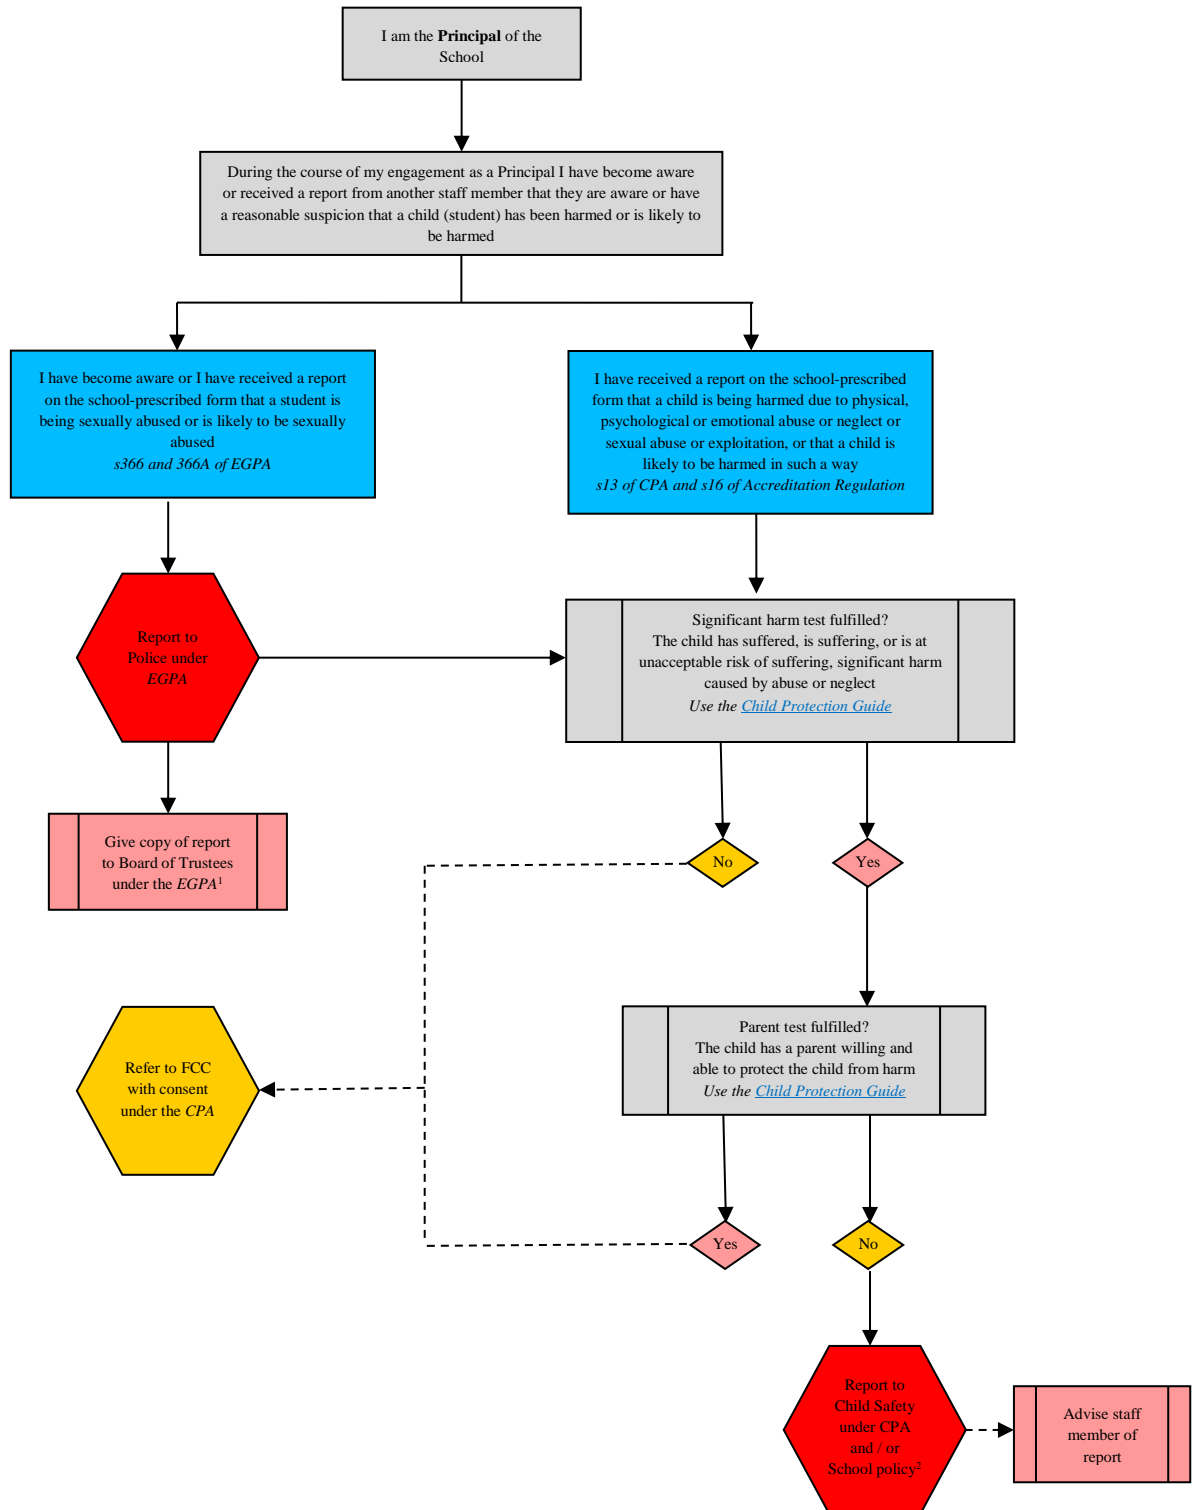 I am the Principal of the
School
During the course of my engagement as a Principal I have become aware
or received a report from another staff member that they are aware or have
a reasonable suspicion that a child (student) has been harmed or is likely to
be harmed
I have become aware or I have received a report
on the school-prescribed form that a student is
being sexually abused or is likely to be sexually
abused
s366 and 366A of EGPA
I have received a report on the school-prescribed
form that a child is being harmed due to physical,
psychological or emotional abuse or neglect or
sexual abuse or exploitation, or that a child is
likely to be harmed in such a way
s13 of CPA and s16 of Accreditation Regulation
Report to
Police under
EGPA
Significant harm test fulfilled?
The child has suffered, is suffering, or is at
unacceptable risk of suffering, significant harm
caused by abuse or neglect
Use the Child Protection Guide
Give copy of report
to Board of Trustees
under the EGPA¹
No
Yes
Refer to FCC
with consent
under the CPA
Parent test fulfilled?
The child has a parent willing and
able to protect the child from harm
Use the Child Protection Guide
Yes
No
Report to
Child Safety
under CPA
and / or
School policy²
Advise staff
member of
report